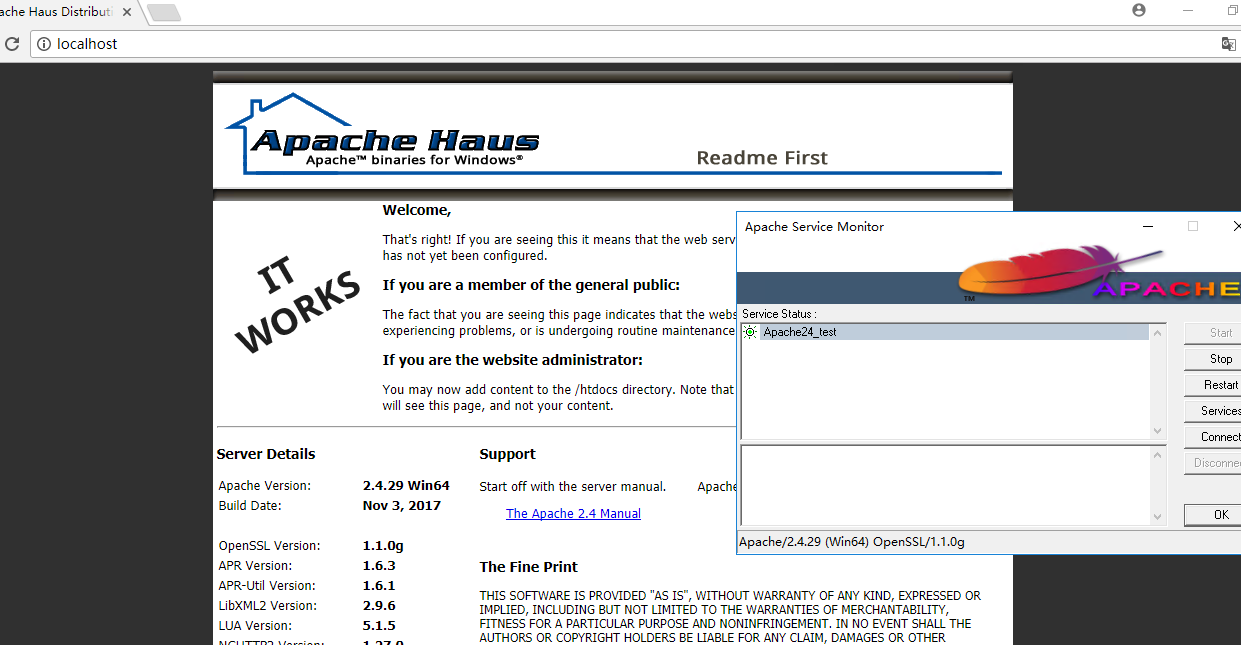 ache Haus Distributi
localhost
Apache Haus
Apache™ binaries for Windows®
Readme First
IT
WORKS
Welcome,
That's right! If you are seeing this it means that the web serv
has not yet been configured.
If you are a member of the general public:
The fact that you are seeing this page indicates that the webs
experiencing problems, or is undergoing routine maintenance
If you are the website administrator:
You may now add content to the /htdocs directory. Note that
will see this page, and not your content.
Server Details
Apache Version: 2.4.29 Win64
Build Date: Nov 3, 2017
OpenSSL Version: 1.1.0g
APR Version: 1.6.3
APR-Util Version: 1.6.1
LibXML2 Version: 2.9.6
LUA Version: 5.1.5
NGHTTP2 Version: 1.27.0
Support
Start off with the server manual. Apache
The Apache 2.4 Manual
The Fine Print
THIS SOFTWARE IS PROVIDED "AS IS", WITHOUT WARRANTY OF ANY KIND, EXPRESSED OR
IMPLIED, INCLUDING BUT NOT LIMITED TO THE WARRANTIES OF MERCHANTABILITY,
FITNESS FOR A PARTICULAR PURPOSE AND NONINFRINGEMENT. IN NO EVENT SHALL THE
AUTHORS OR COPYRIGHT HOLDERS BE LIABLE FOR ANY CLAIM, DAMAGES OR OTHER
Apache Service Monitor
TM
APACHE
Service Status :
Apache24_test
Start
Stop
Restart
Services
Connect
Disconnec
OK
Apache/2.4.29 (Win64) OpenSSL/1.1.0g